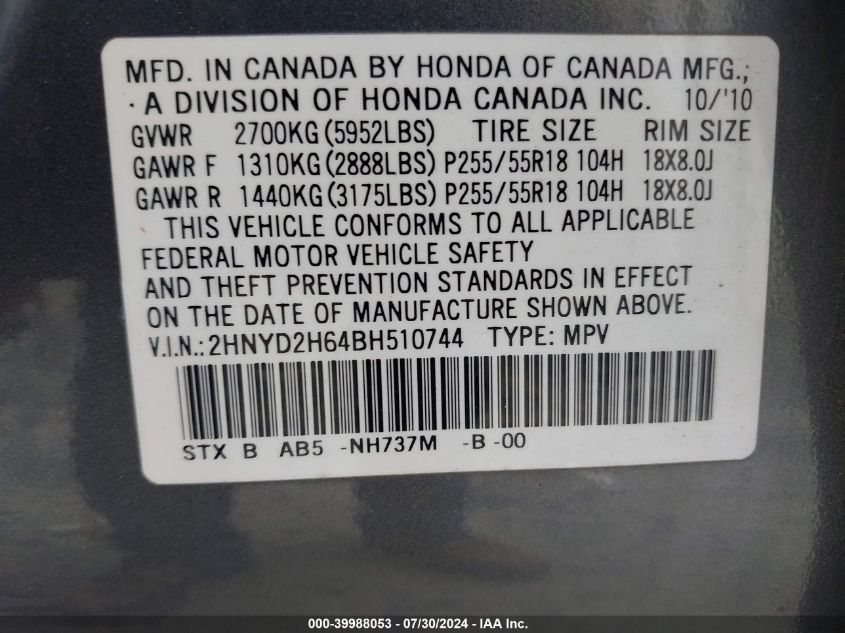 MFD. IN CANADA BY HONDA OF CANADA MFG.;
· A DIVISION OF HONDA CANADA INC. 10/'10
GVWR 2700KG(5952LBS) TIRE SIZE RIM SIZE
GAWR F 1310KG(2888LBS) P255/55R18 104H 18X8.0J
GAWR R 1440KG(3175LBS) P255/55R18 104H 18X8.0J
THIS VEHICLE CONFORMS TO ALL APPLICABLE
FEDERAL MOTOR VEHICLE SAFETY
AND THEFT PREVENTION STANDARDS IN EFFECT
ON THE DATE OF MANUFACTURE SHOWN ABOVE.
V.I.N.: 2HNYD2H64BH510744 TYPE: MPV
STX B AB5 -NH737M -B -00
000-39988053 - 07/30/2024 - IAA Inc.